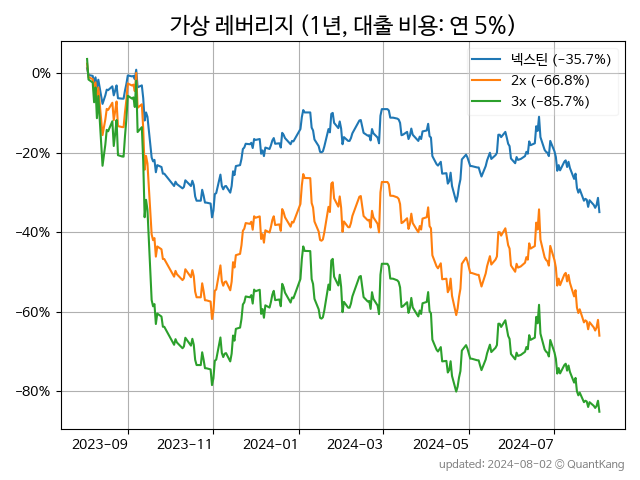 가상 레버리지 (1년, 대출 비용: 연 5%)
넥스틴 (−35.7%)
2x (−66.8%)
3x (−85.7%)
0%
−20%
−40%
−60%
−80%
2023-09 2023-11 2024-01 2024-03 2024-05 2024-07
updated: 2024-08-02 © QuantKang